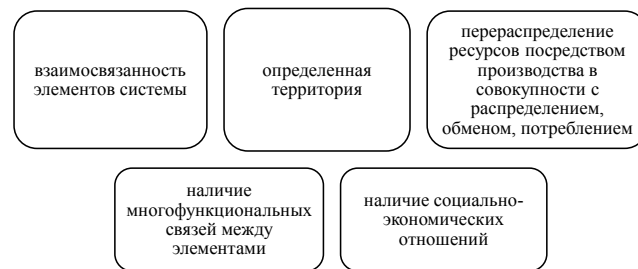 взаимосвязанность
элементов системы
определенная
территория
перераспределение
ресурсов посредством
производства в
совокупности с
распределением,
обменом, потреблением
наличие
многофункциональных
связей между
элементами
наличие социально-
экономических
отношений